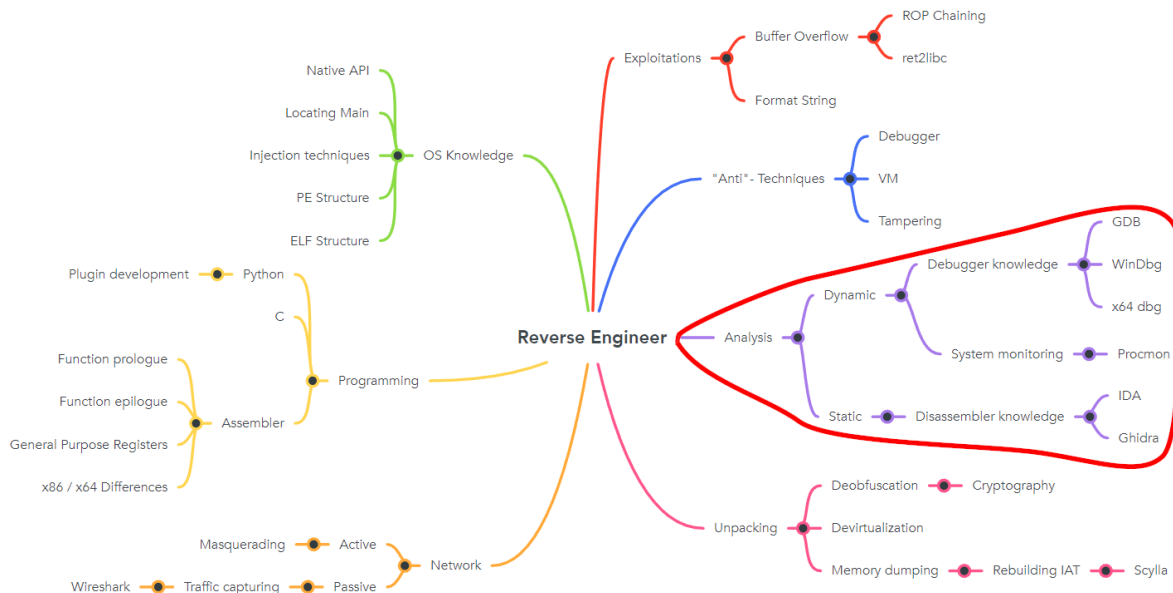 Reverse Engineer
Exploitations
Buffer Overflow
ROP Chaining
ret2libc
Format String
"Anti"- Techniques
Debugger
VM
Tampering
Analysis
Dynamic
Debugger knowledge
GDB
WinDbg
x64 dbg
System monitoring
Procmon
Static
Disassembler knowledge
IDA
Ghidra
Unpacking
Deobfuscation
Cryptography
Devirtualization
Memory dumping
Rebuilding IAT
Scylla
OS Knowledge
Native API
Locating Main
Injection techniques
PE Structure
ELF Structure
Programming
Python
Plugin development
C
Assembler
Function prologue
Function epilogue
General Purpose Registers
x86 / x64 Differences
Network
Active
Masquerading
Passive
Traffic capturing
Wireshark